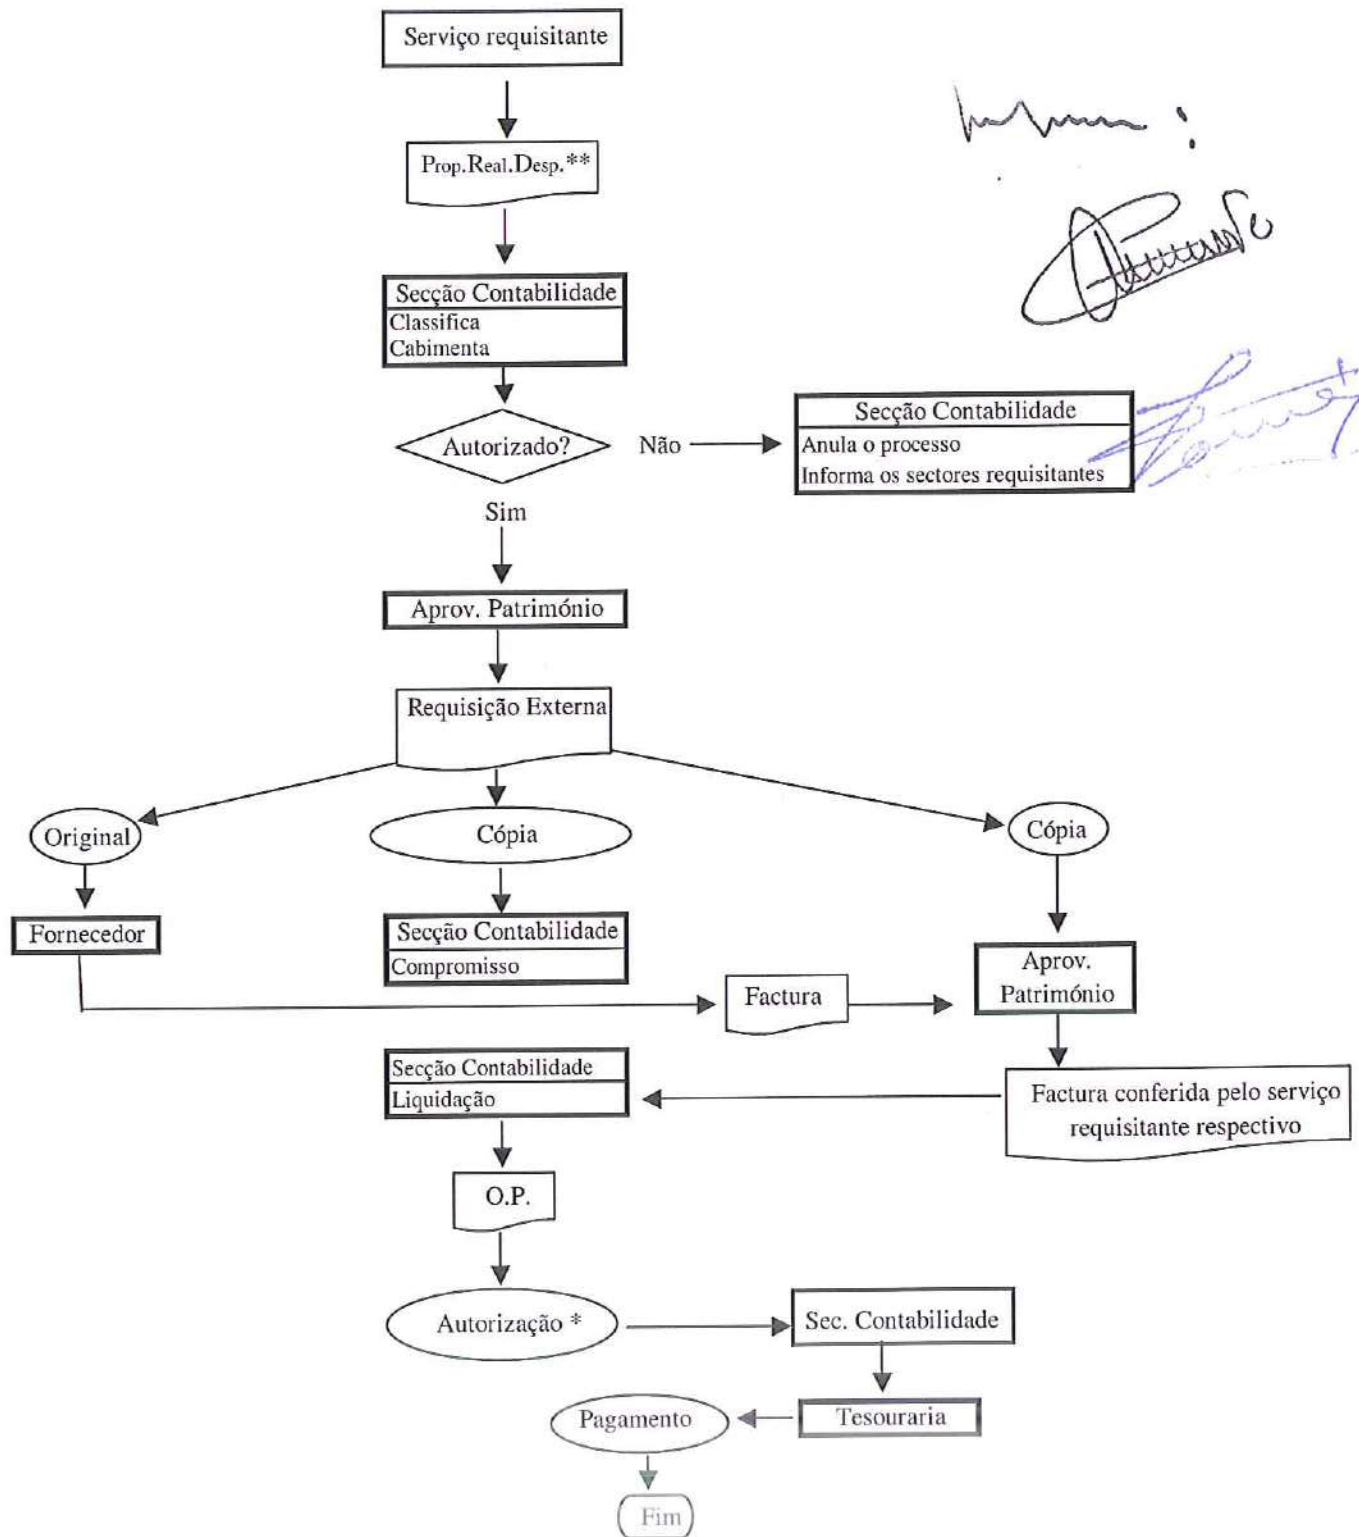 Serviço requisitante
Prop.Real.Desp.**
Secção Contabilidade
Classifica
Cabimenta
Autorizado?
Não
Secção Contabilidade
Anula o processo
Informa os sectores requisitantes
Sim
Aprov. Património
Requisição Externa
Original
Cópia
Cópia
Fornecedor
Secção Contabilidade
Compromisso
Aprov.
Património
Factura
Secção Contabilidade
Liquidação
Factura conferida pelo serviço
requisitante respectivo
O.P.
Autorização *
Sec. Contabilidade
Tesouraria
Pagamento
Fim